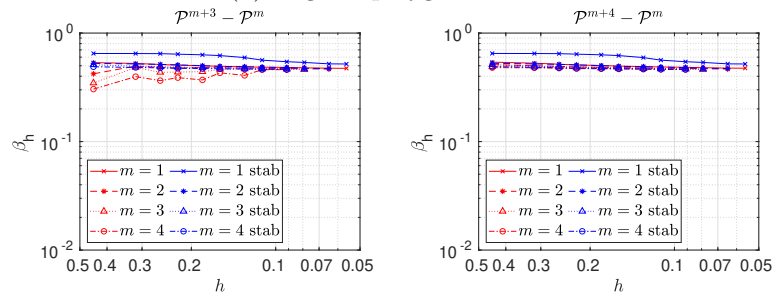 𝒫^{m+3} − 𝒫^m
10^0
10^{-1}
10^{-2}
β_h
m = 1
m = 1 stab
m = 2
m = 2 stab
m = 3
m = 3 stab
m = 4
m = 4 stab
0.5 0.4 0.3 0.2 0.1 0.07 0.05
h
𝒫^{m+4} − 𝒫^m
10^0
10^{-1}
10^{-2}
β_h
m = 1
m = 1 stab
m = 2
m = 2 stab
m = 3
m = 3 stab
m = 4
m = 4 stab
0.5 0.4 0.3 0.2 0.1 0.07 0.05
h